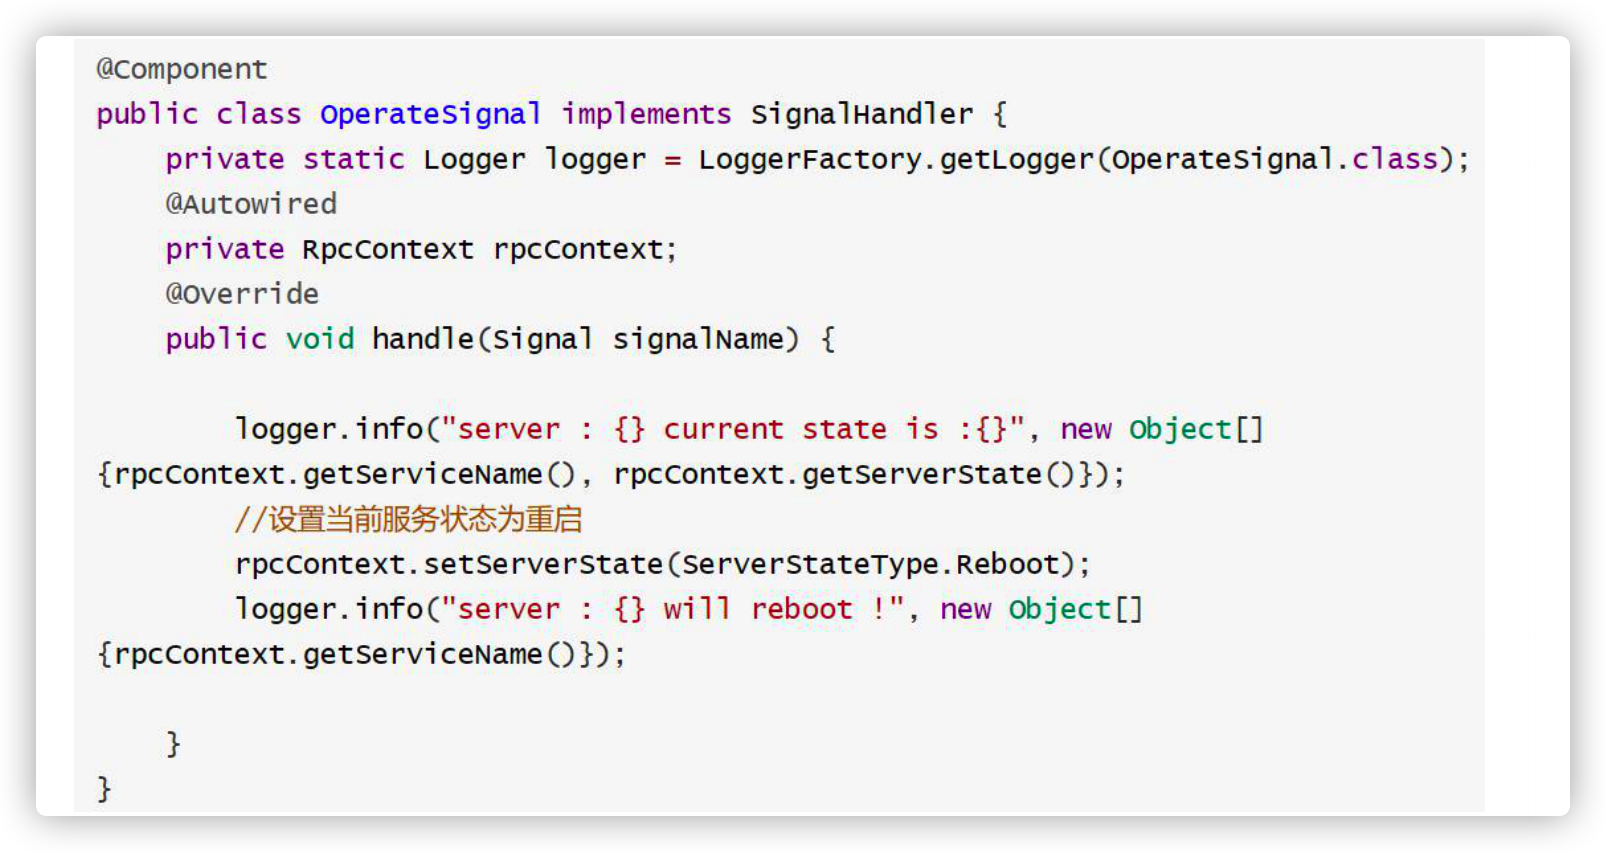 @Component
public class OperateSignal implements SignalHandler {
    private static Logger logger = LoggerFactory.getLogger(OperateSignal.class);
    @Autowired
    private RpcContext rpcContext;
    @Override
    public void handle(Signal signalName) {
        logger.info("server : {} current state is :{}", new Object[]
{rpcContext.getServiceName(), rpcContext.getServerState()});
        //设置当前服务状态为重启
        rpcContext.setServerState(ServerStateType.Reboot);
        logger.info("server : {} will reboot !", new Object[]
{rpcContext.getServiceName()});
    }
}